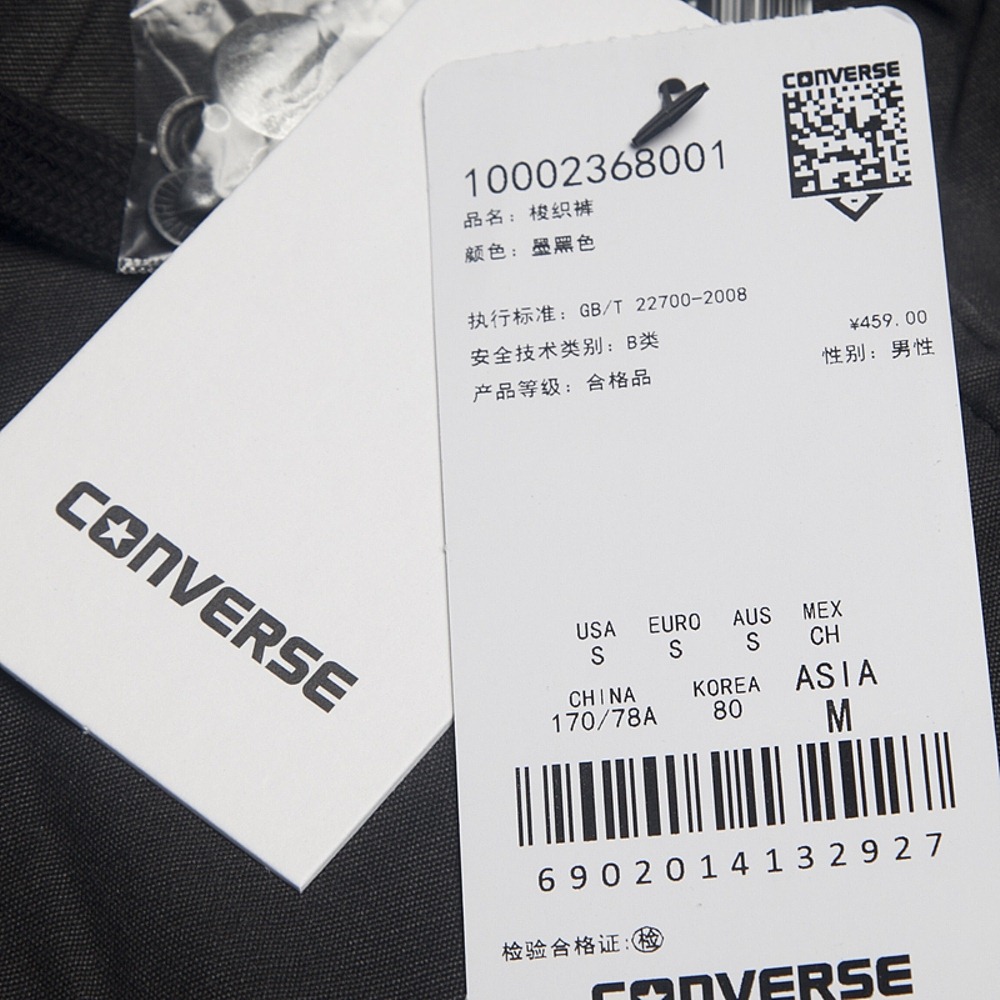 CONVERSE
CONVERSE
10002368001
品名: 梭织裤
颜色: 墨黑色
执行标准: GB/T 22700-2008
¥459.00
安全技术类别: B类
性别: 男性
产品等级: 合格品
USA EURO AUS MEX
S S S CH
CHINA KOREA ASIA
170/78A 80 M
6902014132927
检验合格证: 检
CONVERSE